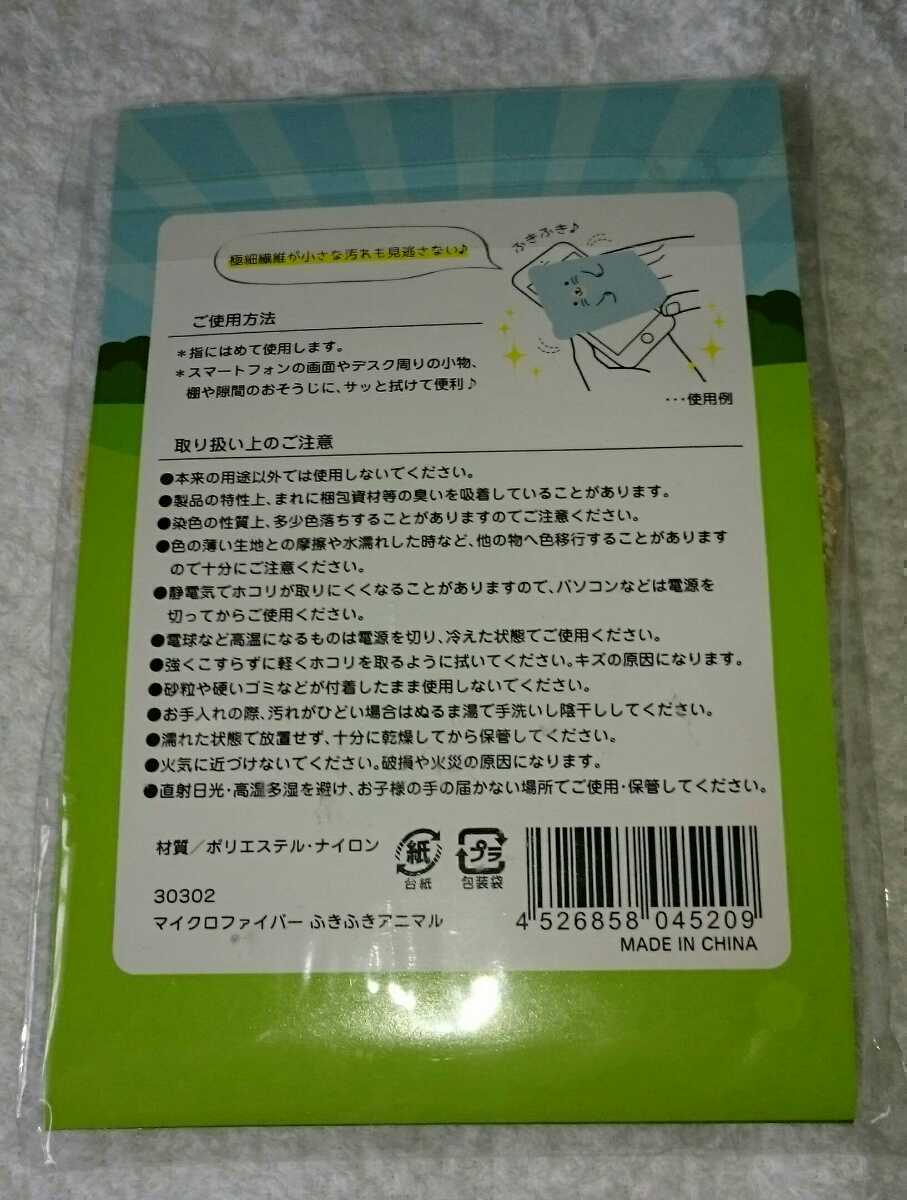 極細繊維が小さな汚れも見逃さない♪
ふきふき♪
ご使用方法
＊指にはめて使用します。
＊スマートフォンの画面やデスク周りの小物、
棚や隙間のおそうじに、サッと拭けて便利♪
･･･使用例
取り扱い上のご注意
●本来の用途以外では使用しないでください。
●製品の特性上、まれに梱包資材等の臭いを吸着していることがあります。
●染色の性質上、多少色落ちすることがありますのでご注意ください。
●色の薄い生地との摩擦や水濡れした時など、他の物へ色移行することがあります
ので十分にご注意ください。
●静電気でホコリが取りにくくなることがありますので、パソコンなどは電源を
切ってからご使用ください。
●電球など高温になるものは電源を切り、冷えた状態でご使用ください。
●強くこすらずに軽くホコリを取るように拭いてください。キズの原因になります。
●砂粒や硬いゴミなどが付着したまま使用しないでください。
●お手入れの際、汚れがひどい場合はぬるま湯で手洗いし陰干ししてください。
●濡れた状態で放置せず、十分に乾燥してから保管してください。
●火気に近づけないでください。破損や火災の原因になります。
●直射日光・高温多湿を避け、お子様の手の届かない場所でご使用・保管してください。
材質／ポリエステル・ナイロン
紙
台紙
プラ
包装袋
30302
マイクロファイバー ふきふきアニマル
4 526858 045209
MADE IN CHINA